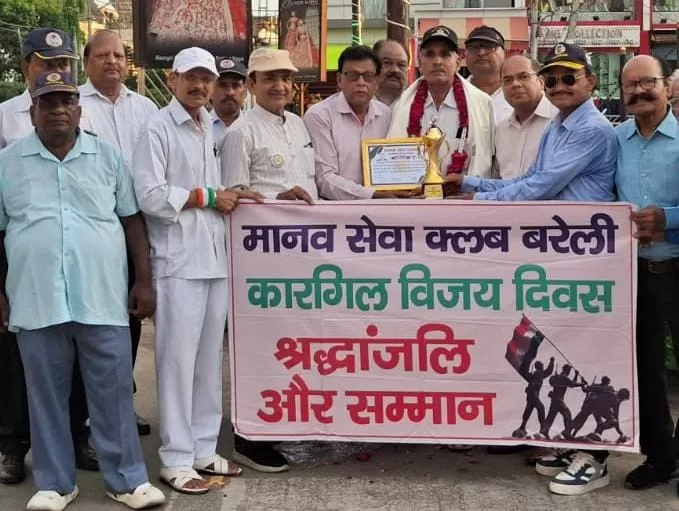 मानव सेवा क्लब बरेली
कारगिल विजय दिवस
श्रद्धांजलि
और सम्मान